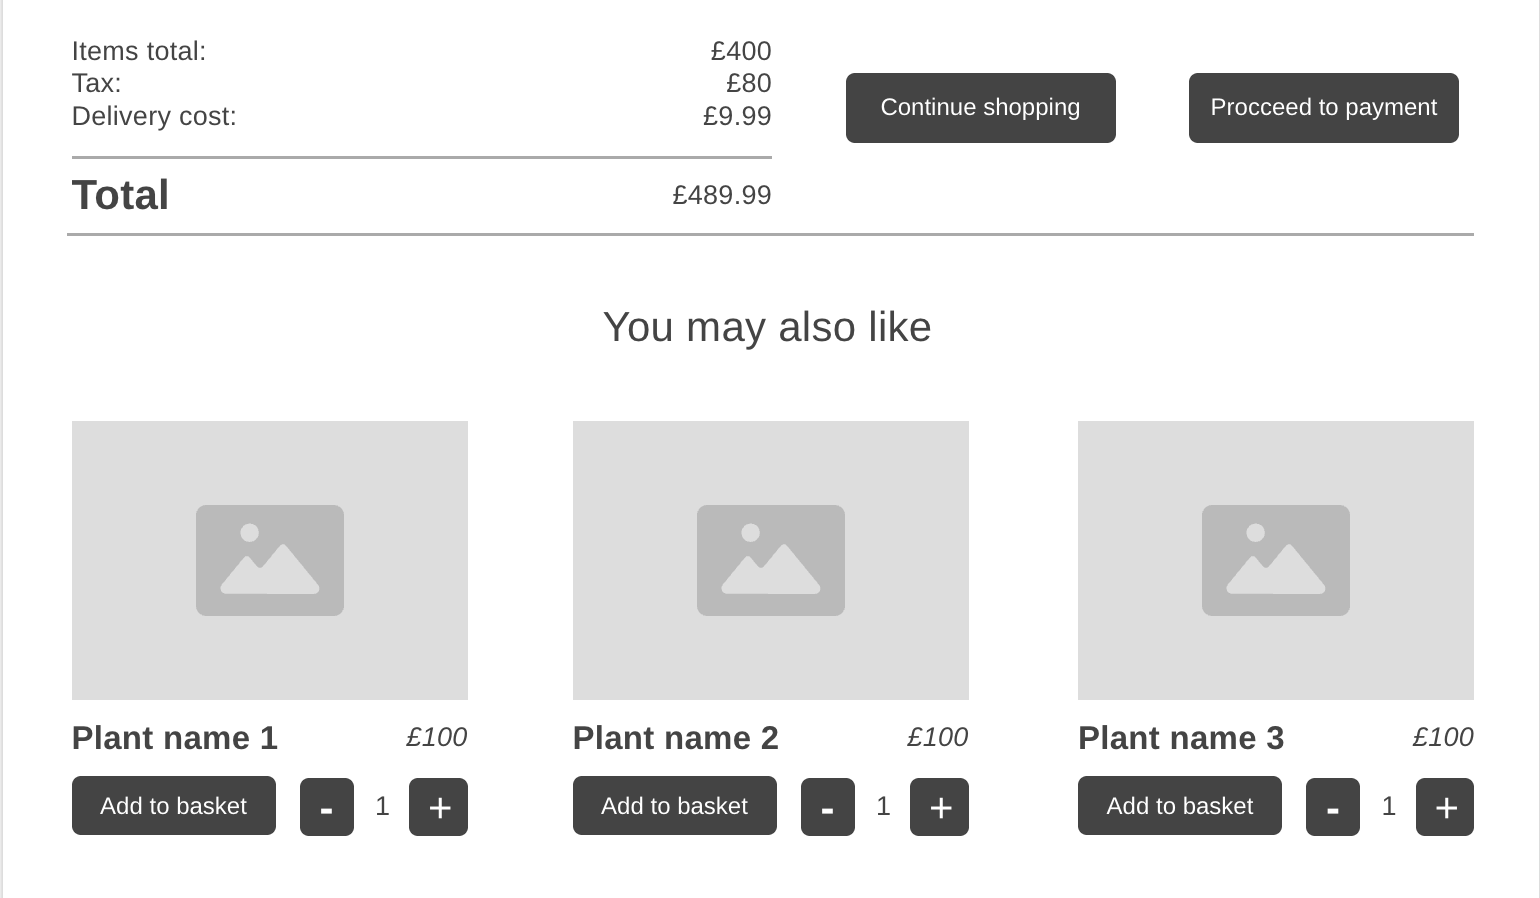 Items total: £400
Tax: £80
Delivery cost: £9.99
Continue shopping
Procceed to payment
Total £489.99
You may also like
Plant name 1 £100
Add to basket - 1 +
Plant name 2 £100
Add to basket - 1 +
Plant name 3 £100
Add to basket - 1 +